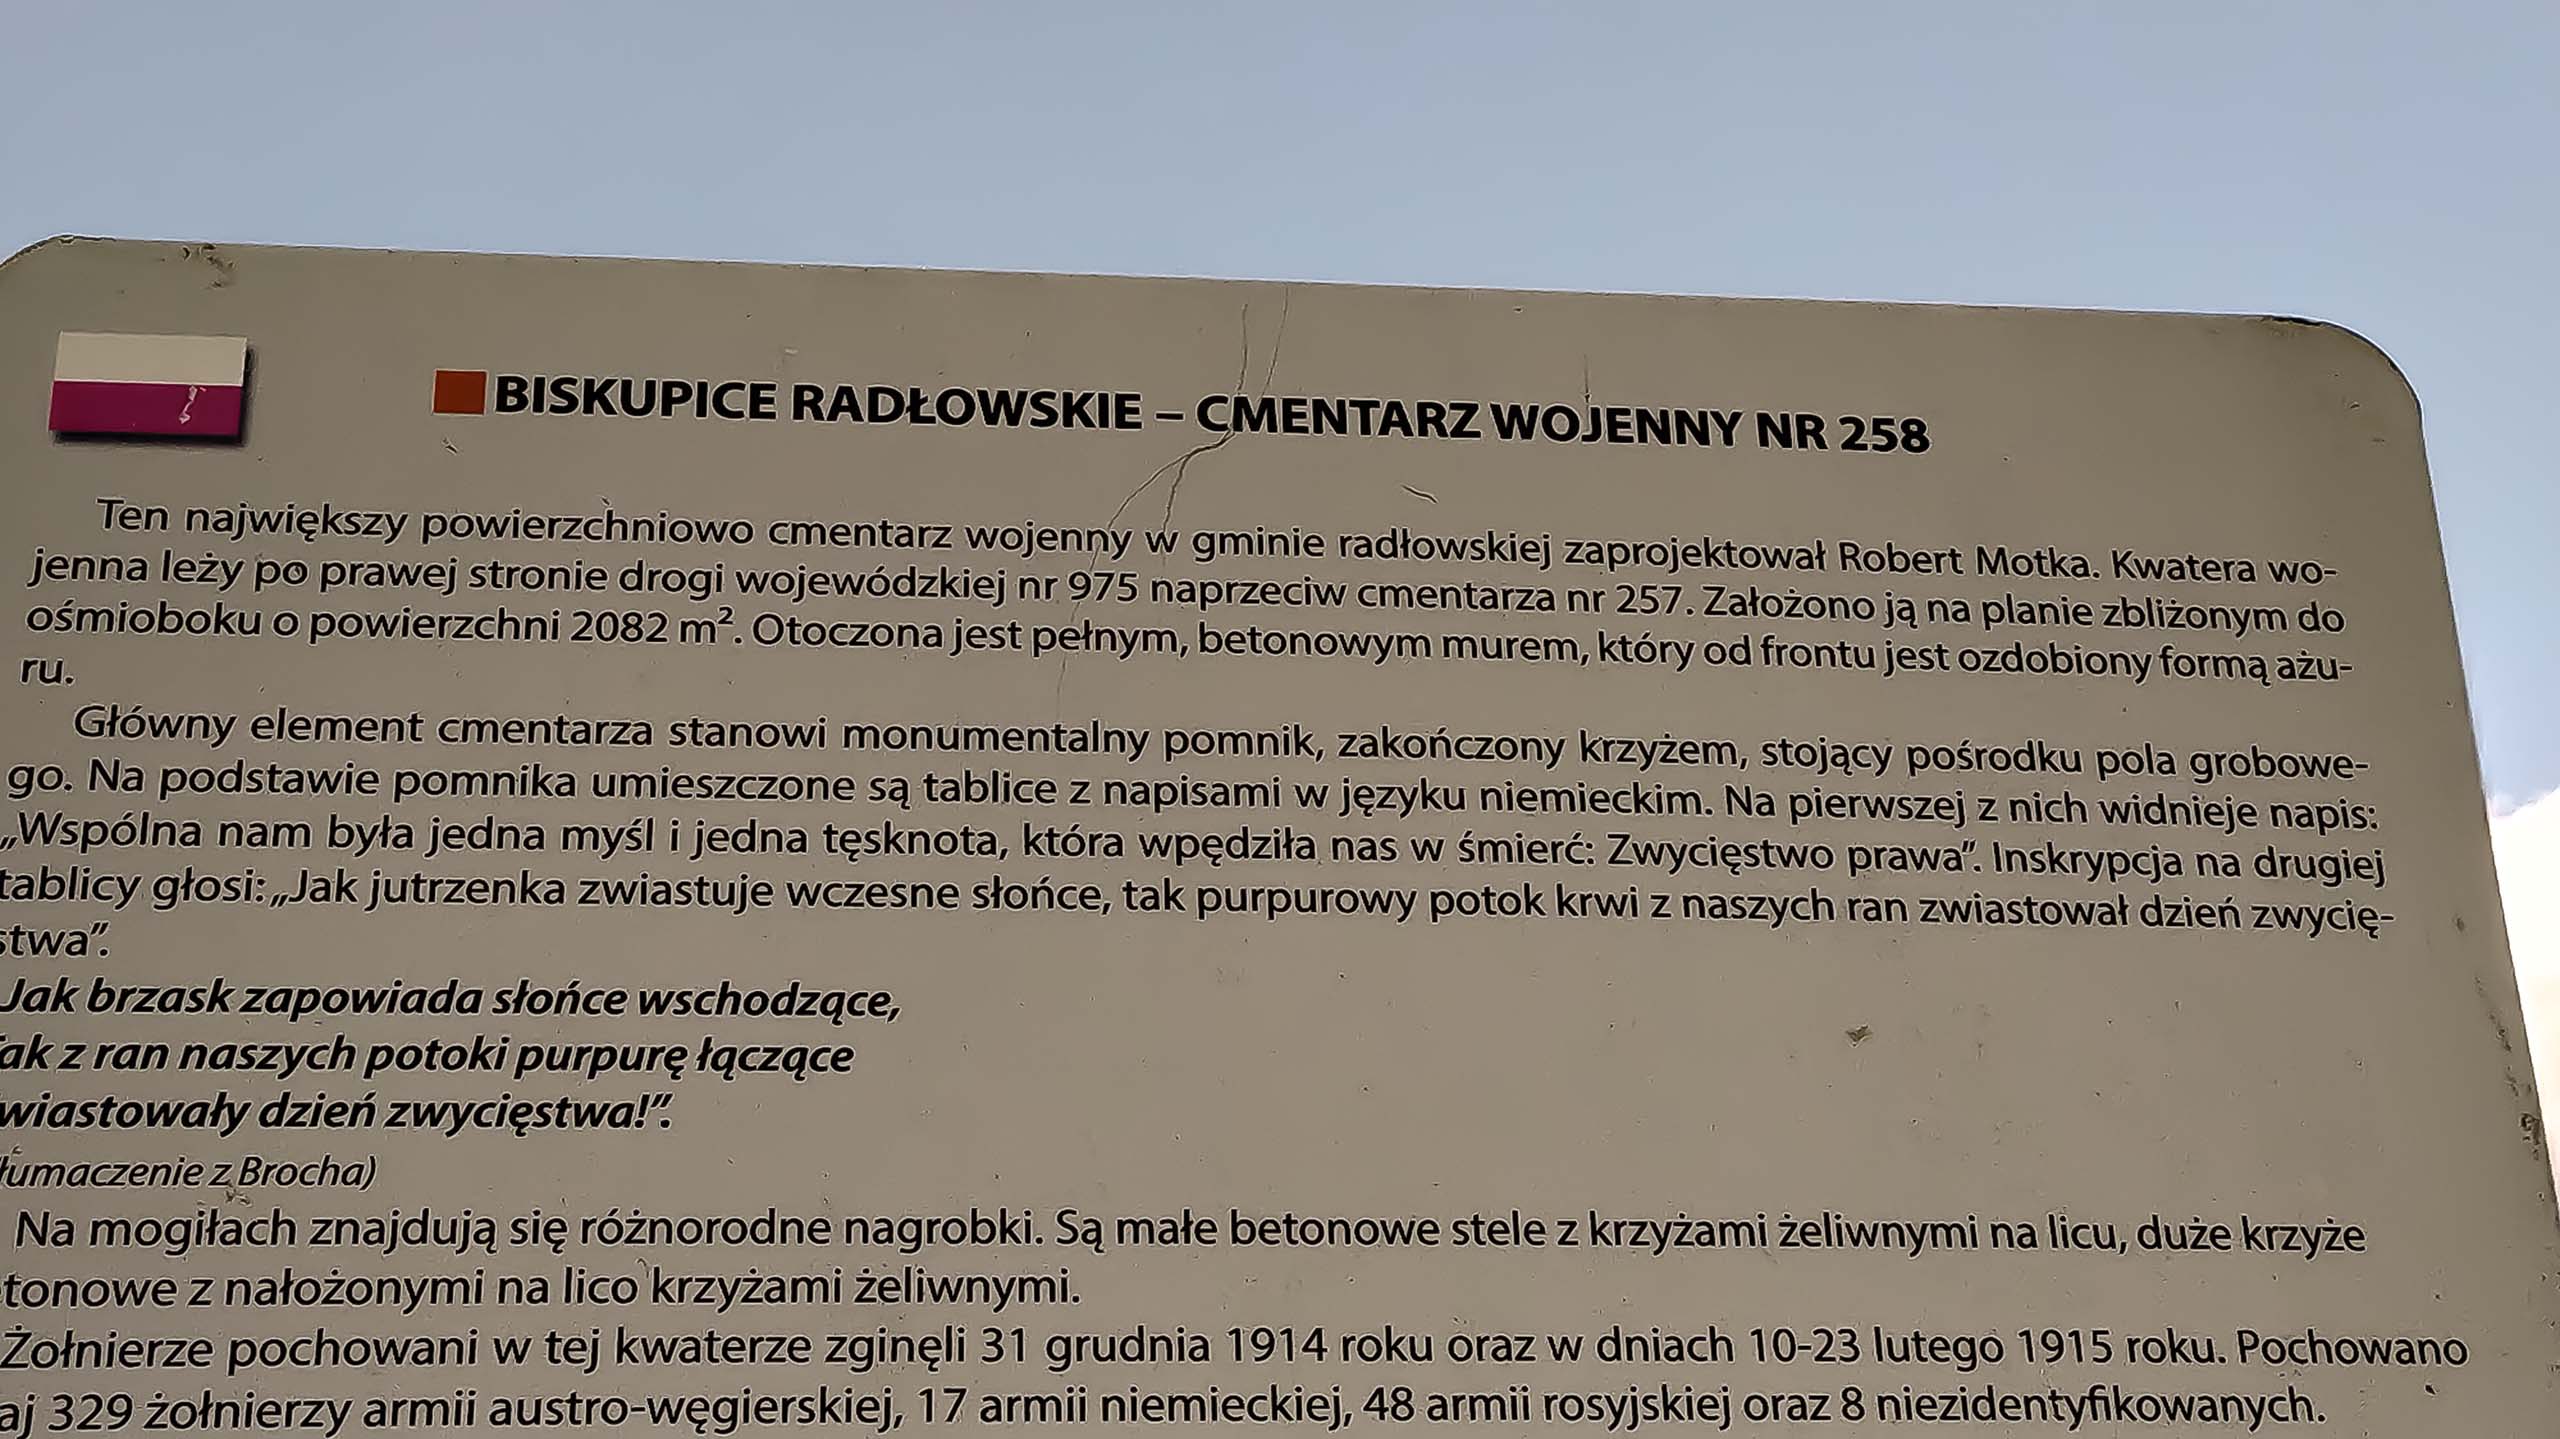 BISKUPICE RADŁOWSKIE – CMENTARZ WOJENNY NR 258
Ten największy powierzchniowo cmentarz wojenny w gminie radłowskiej zaprojektował Robert Motka. Kwatera wo-
jenna leży po prawej stronie drogi wojewódzkiej nr 975 naprzeciw cmentarza nr 257. Założono ją na planie zbliżonym do
ośmioboku o powierzchni 2082 m². Otoczona jest pełnym, betonowym murem, który od frontu jest ozdobiony formą ażu-
ru.
Główny element cmentarza stanowi monumentalny pomnik, zakończony krzyżem, stojący pośrodku pola grobowe-
go. Na podstawie pomnika umieszczone są tablice z napisami w języku niemieckim. Na pierwszej z nich widnieje napis:
„Wspólna nam była jedna myśl i jedna tęsknota, która wpędziła nas w śmierć: Zwycięstwo prawa”. Inskrypcja na drugiej
tablicy głosi: „Jak jutrzenka zwiastuje wczesne słońce, tak purpurowy potok krwi z naszych ran zwiastował dzień zwycię-
stwa”.
Jak brzask zapowiada słońce wschodzące,
ak z ran naszych potoki purpurę łączące
wiastowały dzień zwycięstwa!”.
łumaczenie z Brocha)
Na mogiłach znajdują się różnorodne nagrobki. Są małe betonowe stele z krzyżami żeliwnymi na licu, duże krzyże
tonowe z nałożonymi na lico krzyżami żeliwnymi.
Żołnierze pochowani w tej kwaterze zginęli 31 grudnia 1914 roku oraz w dniach 10-23 lutego 1915 roku. Pochowano
aj 329 żołnierzy armii austro-węgierskiej, 17 armii niemieckiej, 48 armii rosyjskiej oraz 8 niezidentyfikowanych.